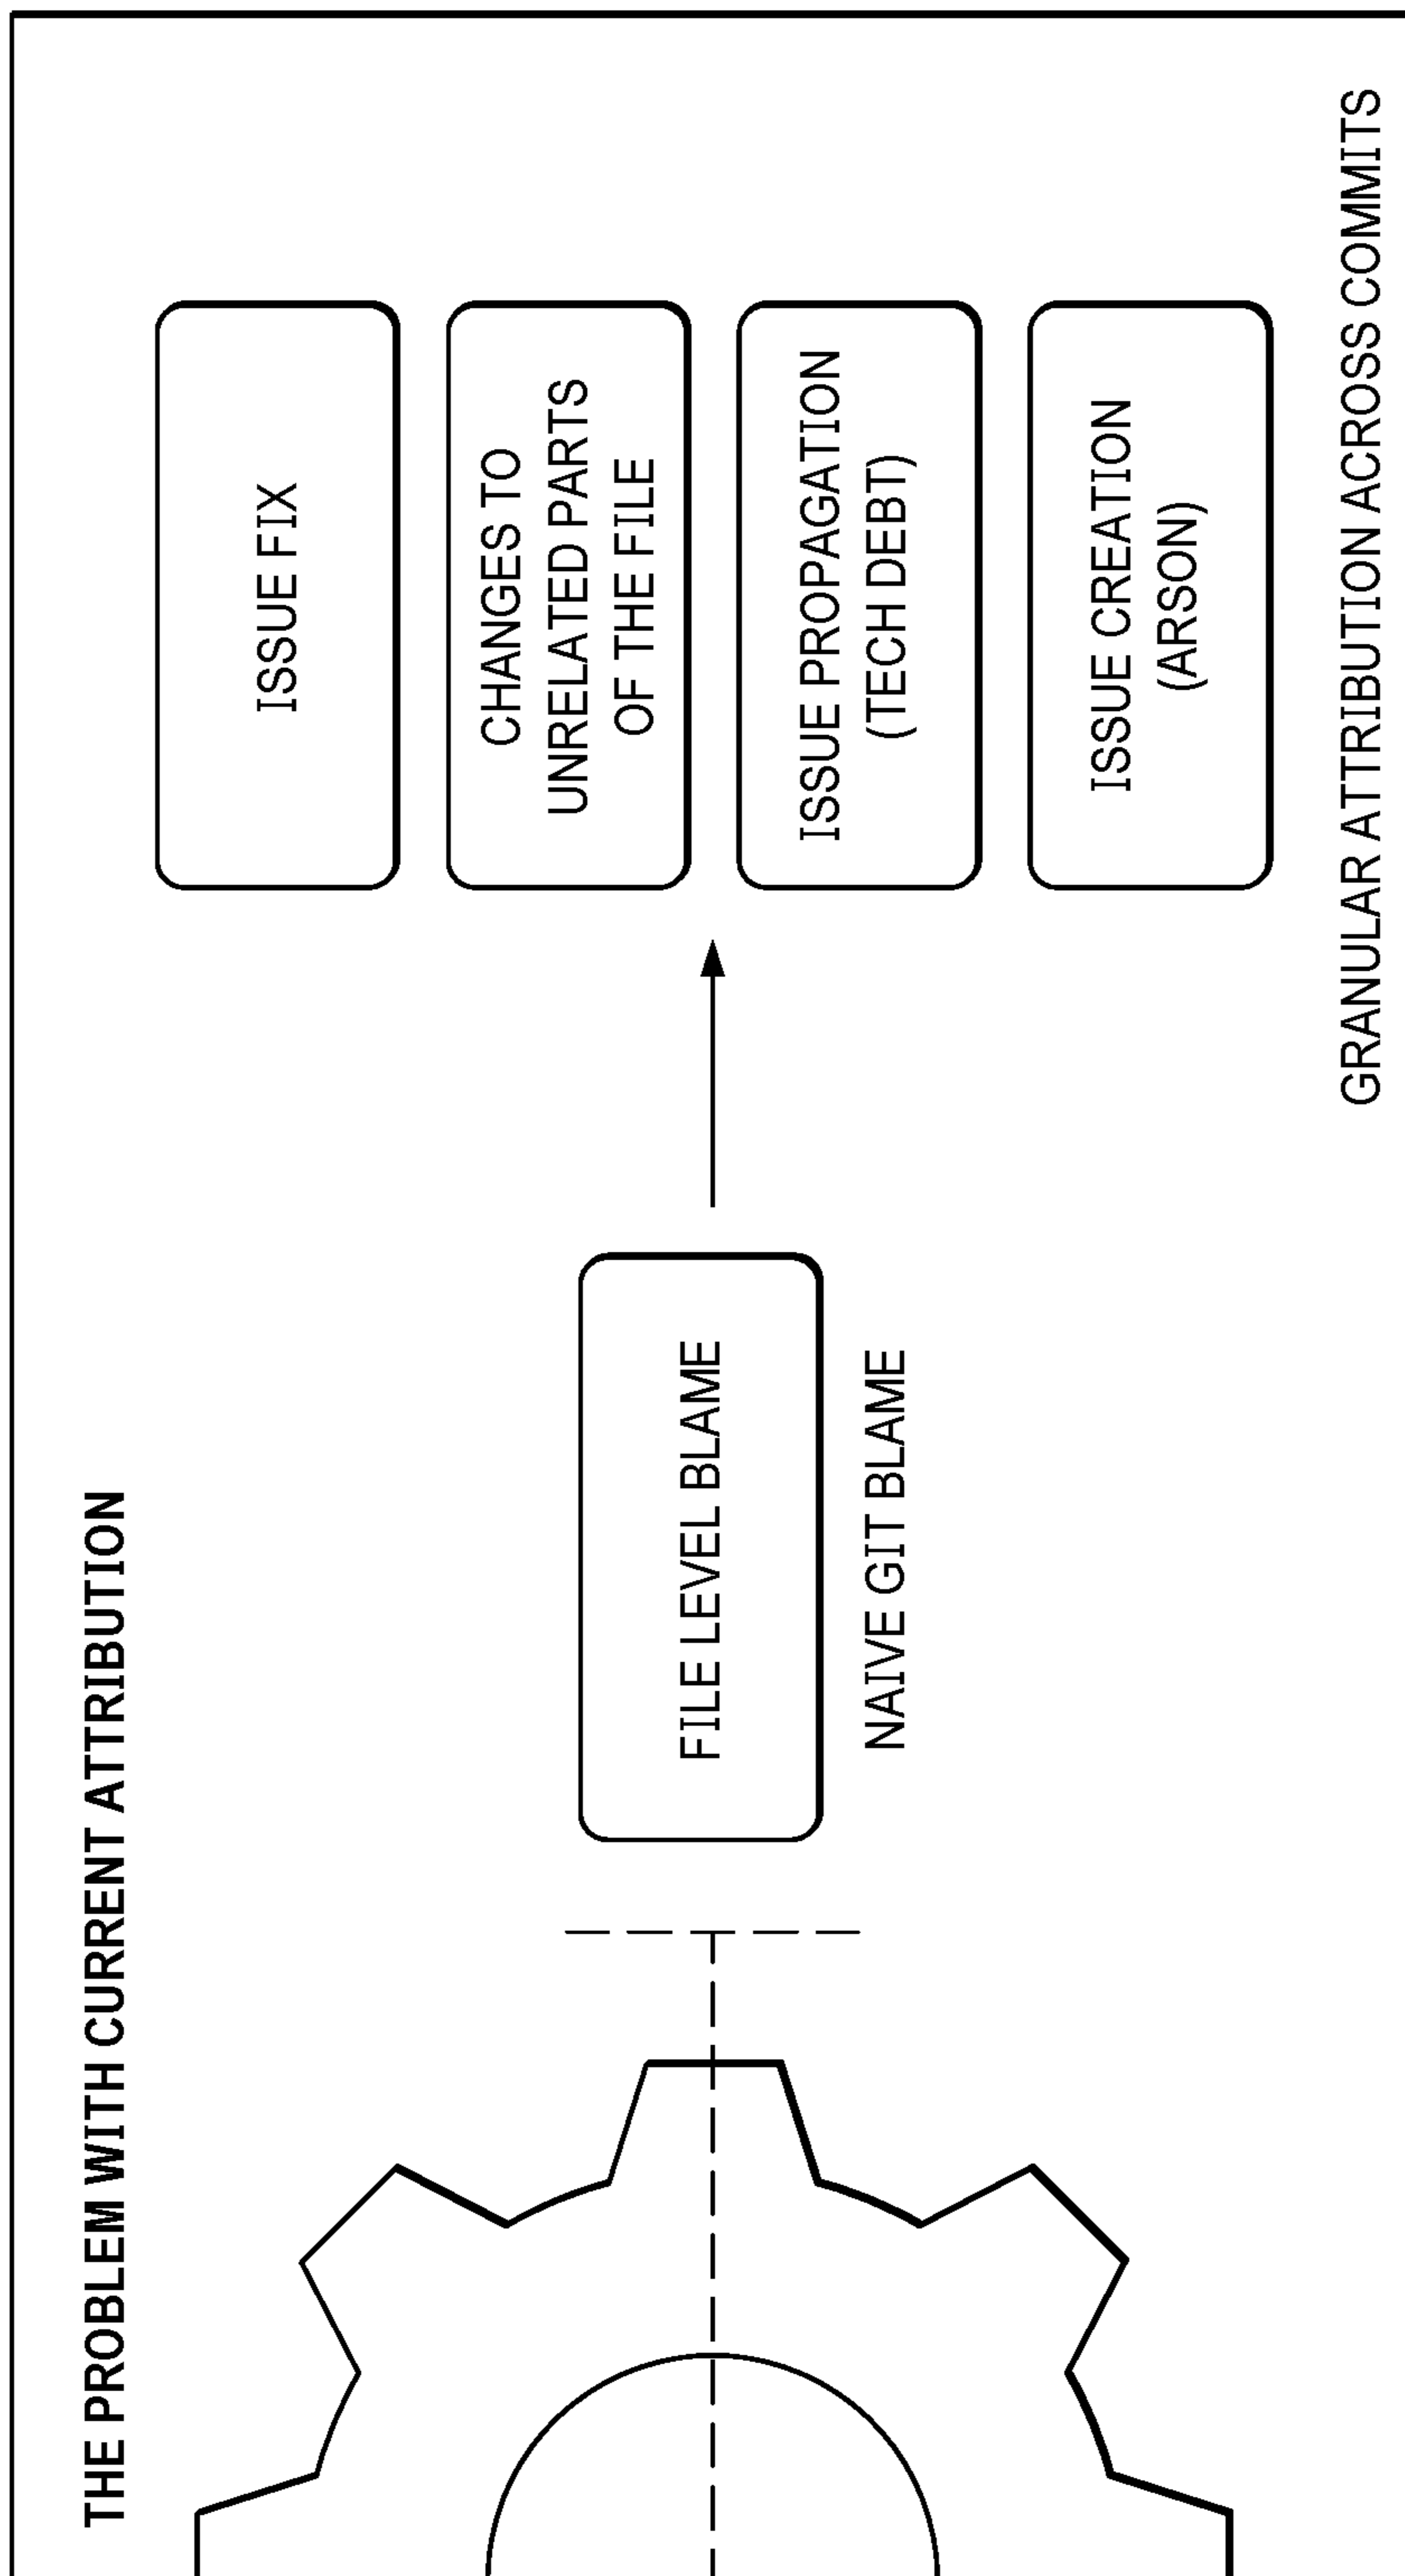 THE PROBLEM WITH CURRENT ATTRIBUTION
FILE LEVEL BLAME
NAIVE GIT BLAME
ISSUE FIX
CHANGES TO
UNRELATED PARTS
OF THE FILE
ISSUE PROPAGATION
(TECH DEBT)
ISSUE CREATION
(ARSON)
GRANULAR ATTRIBUTION ACROSS COMMITS